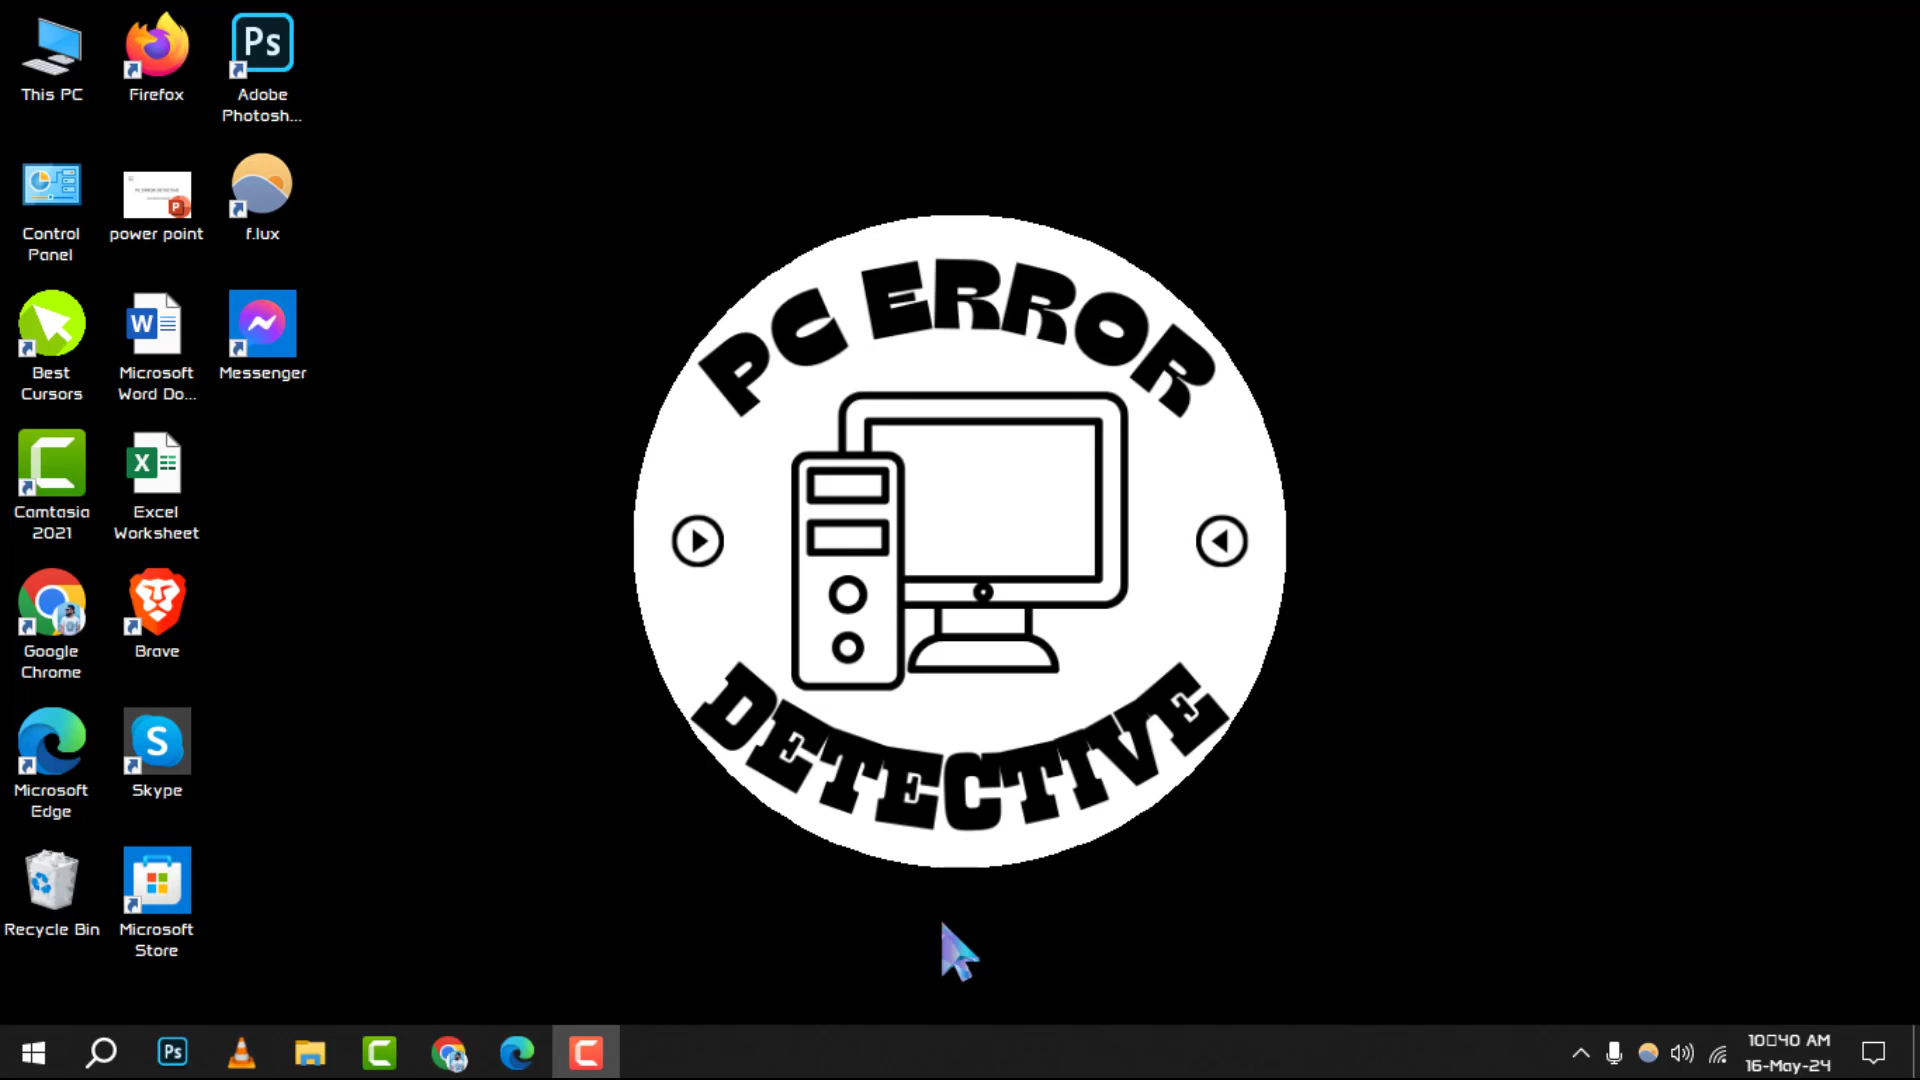 This PC
Firefox
Adobe
Photosh...
Control
Panel
power point
f.lux
Best
Cursors
Microsoft
Word Do...
Messenger
Camtasia
2021
Excel
Worksheet
Google
Chrome
Brave
Microsoft
Edge
Skype
Recycle Bin
Microsoft
Store
PC ERROR
DETECTIVE
10□40 AM
16-May-24
Ps
Ps
W
X
P
S